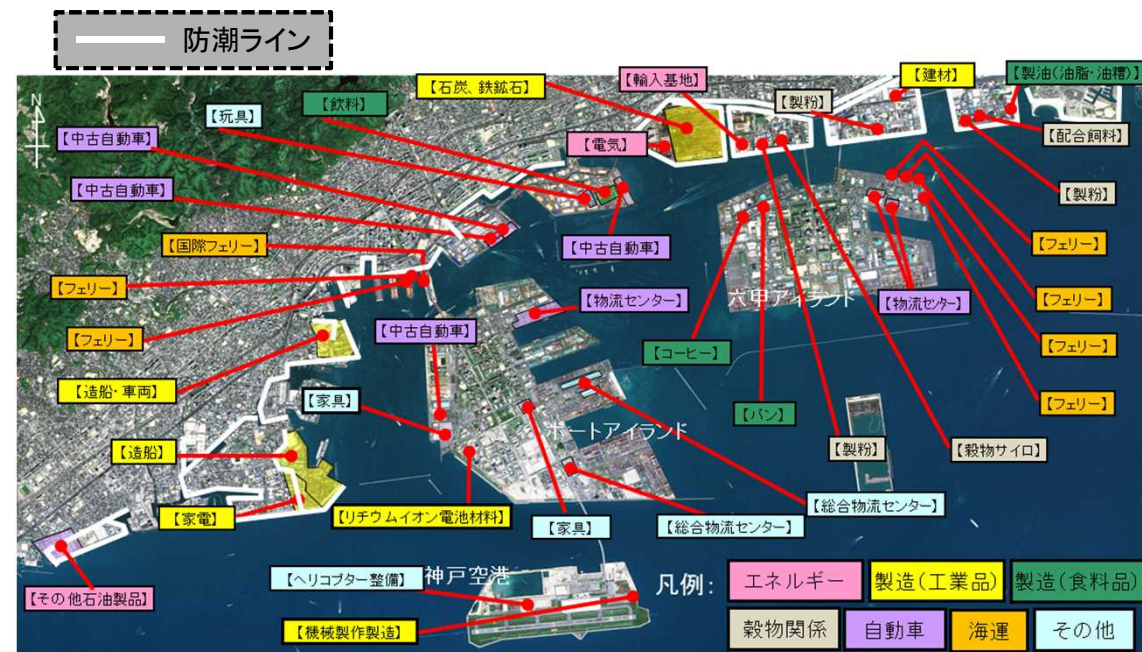 防潮ライン
N
【石炭、鉄鉱石】
【輸入基地】
【建材】
【製油(油脂・油糟)】
【飲料】
【製粉】
【玩具】
【中古自動車】
【電気】
【配合飼料】
【中古自動車】
【製粉】
【国際フェリー】
【中古自動車】
【フェリー】
【フェリー】
【物流センター】
六甲アイランド
【物流センター】
【フェリー】
【フェリー】
【中古自動車】
【フェリー】
【コーヒー】
【造船・車両】
【家具】
【フェリー】
【パン】
ポートアイランド
【造船】
【製粉】
【穀物サイロ】
【家電】
【リチウムイオン電池材料】
【家具】
【総合物流センター】
【総合物流センター】
【ヘリコプター整備】
神戸空港
【その他石油製品】
【機械製作製造】
凡例:
エネルギー
製造(工業品)
製造(食料品)
穀物関係
自動車
海運
その他